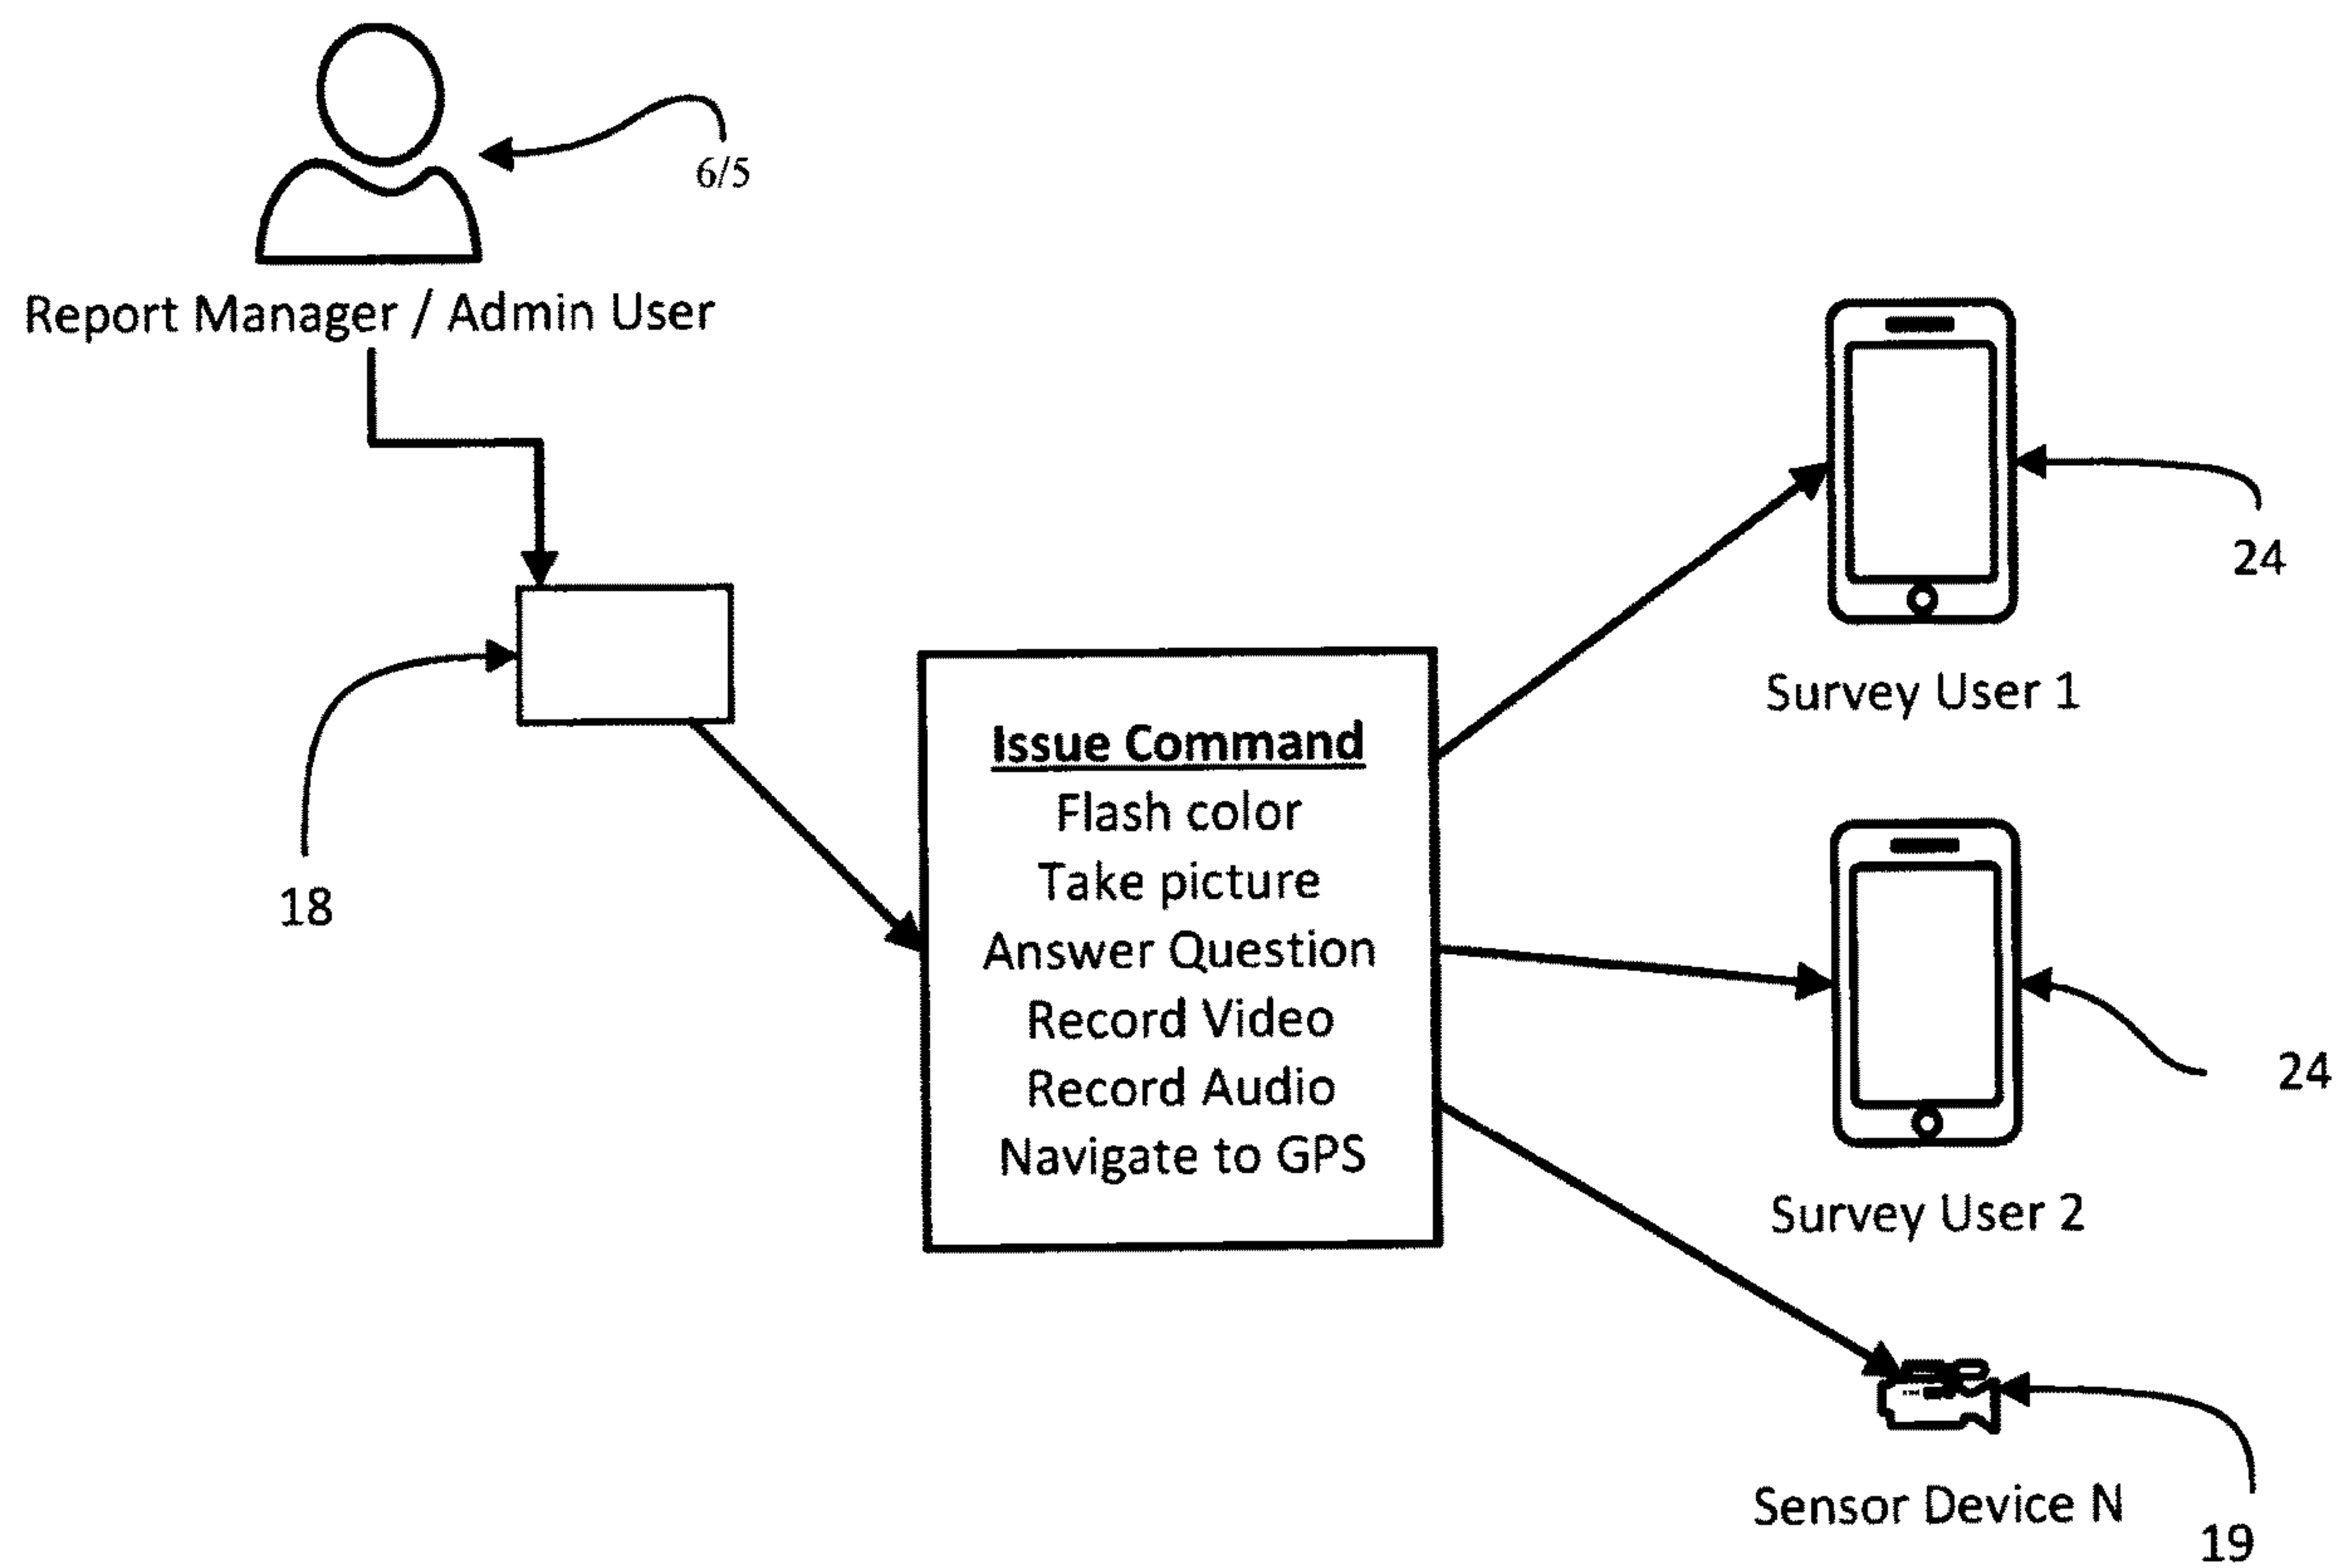 6/5
Report Manager / Admin User
24
18
Survey User 1
Issue Command
Flash color
Take picture
Answer Question
Record Video
Record Audio
Navigate to GPS
24
Survey User 2
Sensor Device N
19